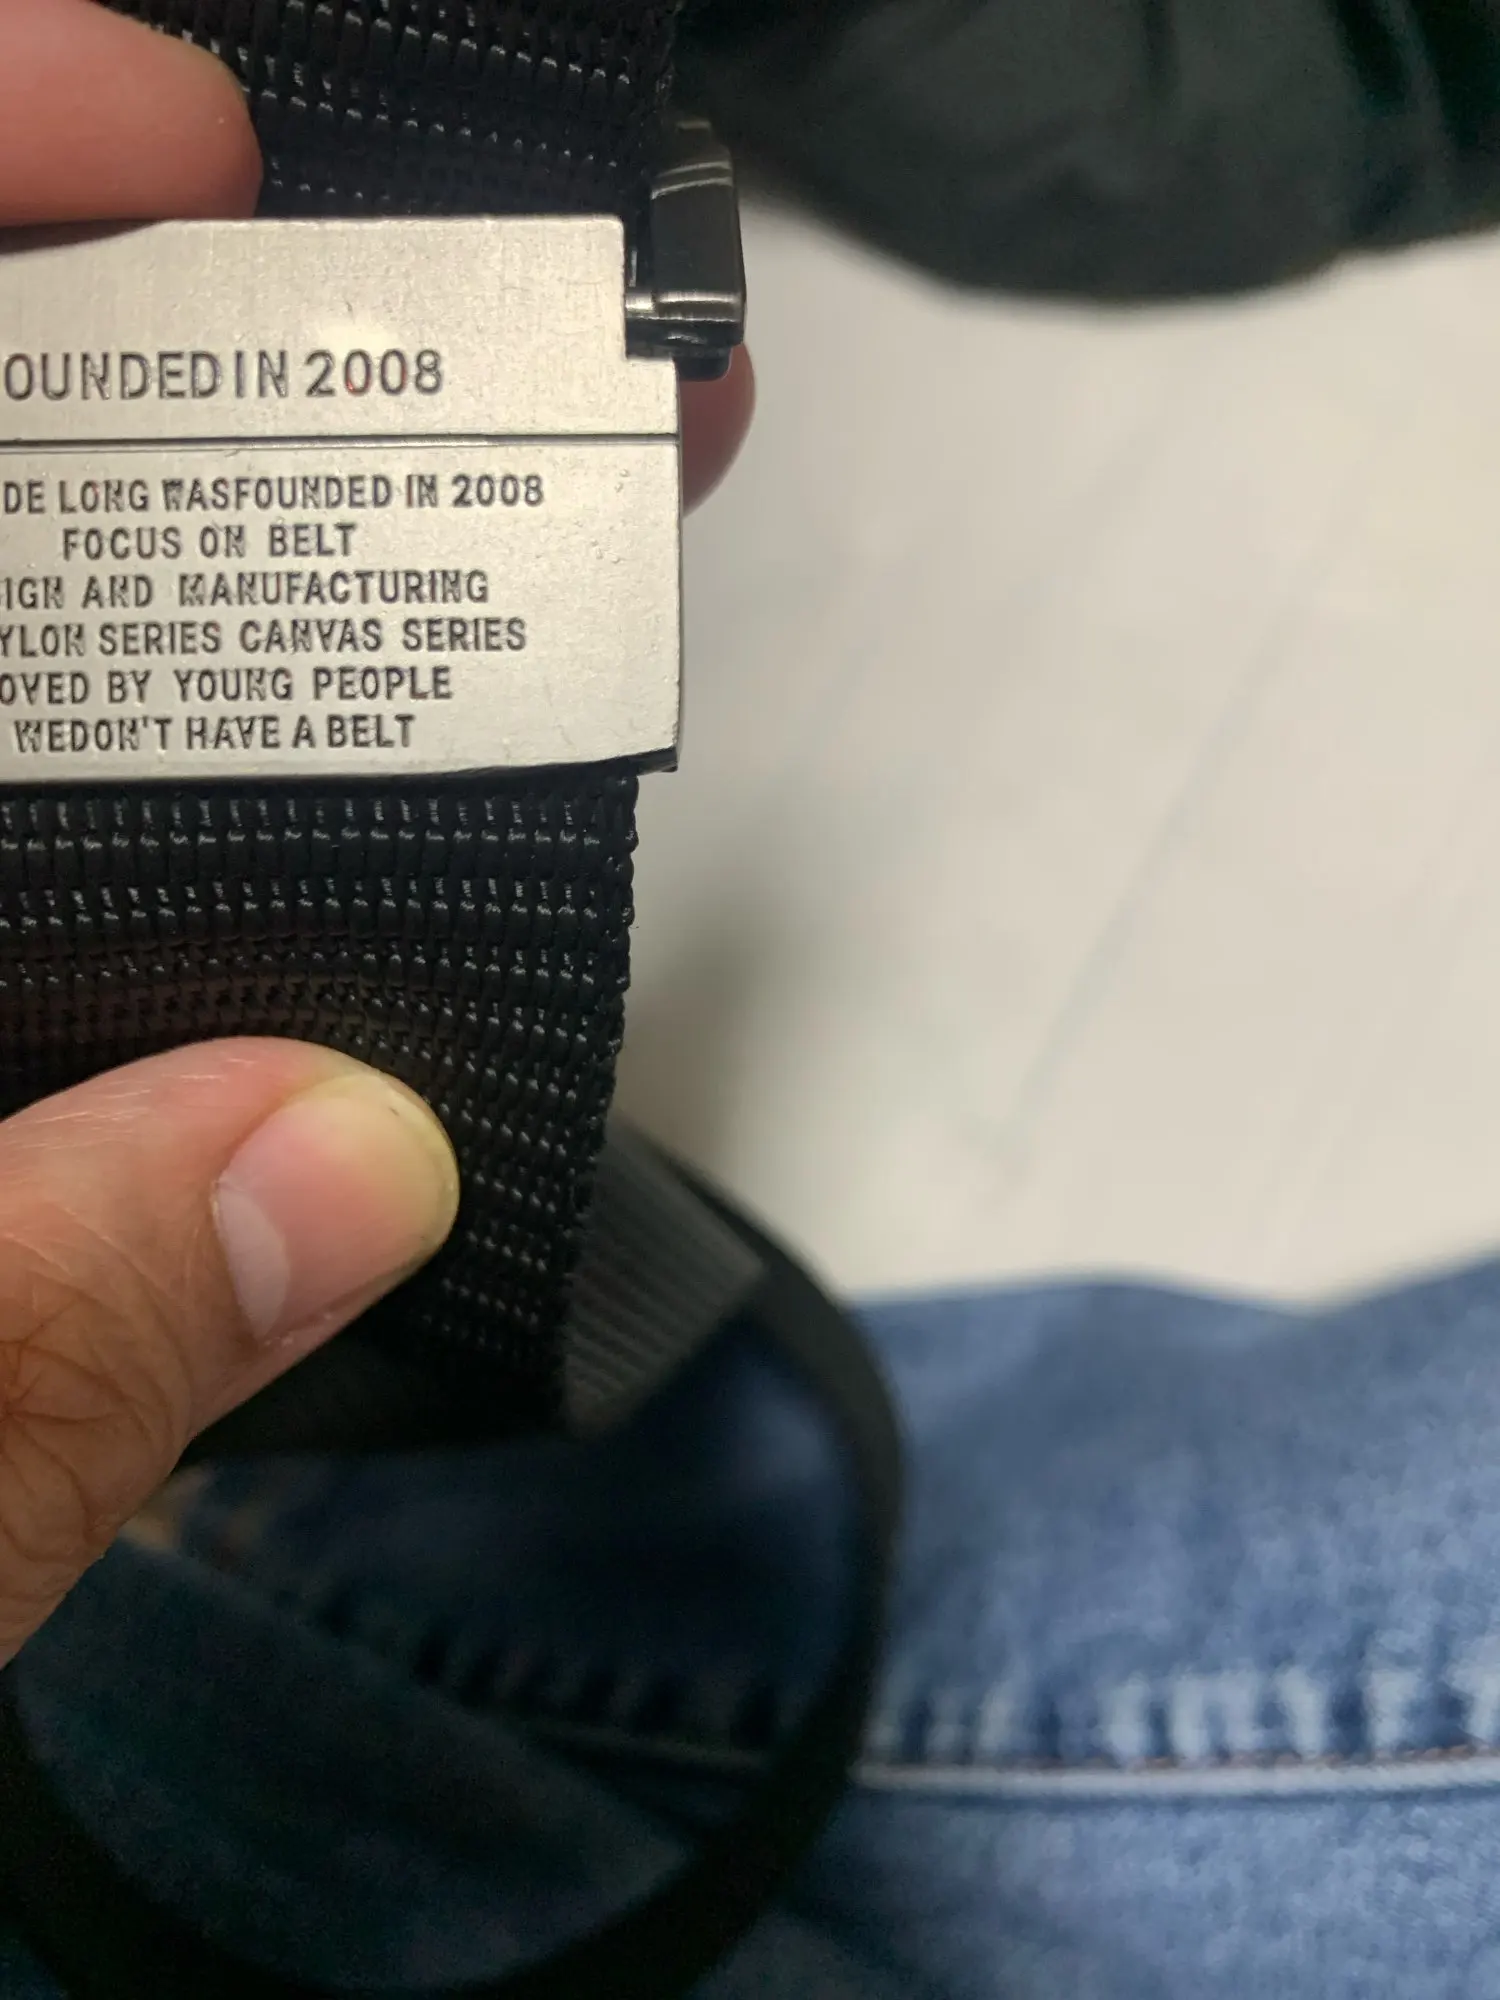 OUNDED IN 2008
DE LONG WASFOUNDED IN 2008
FOCUS ON BELT
IGN AND MANUFACTURING
YLON SERIES CANVAS SERIES
OVED BY YOUNG PEOPLE
WEDON'T HAVE A BELT